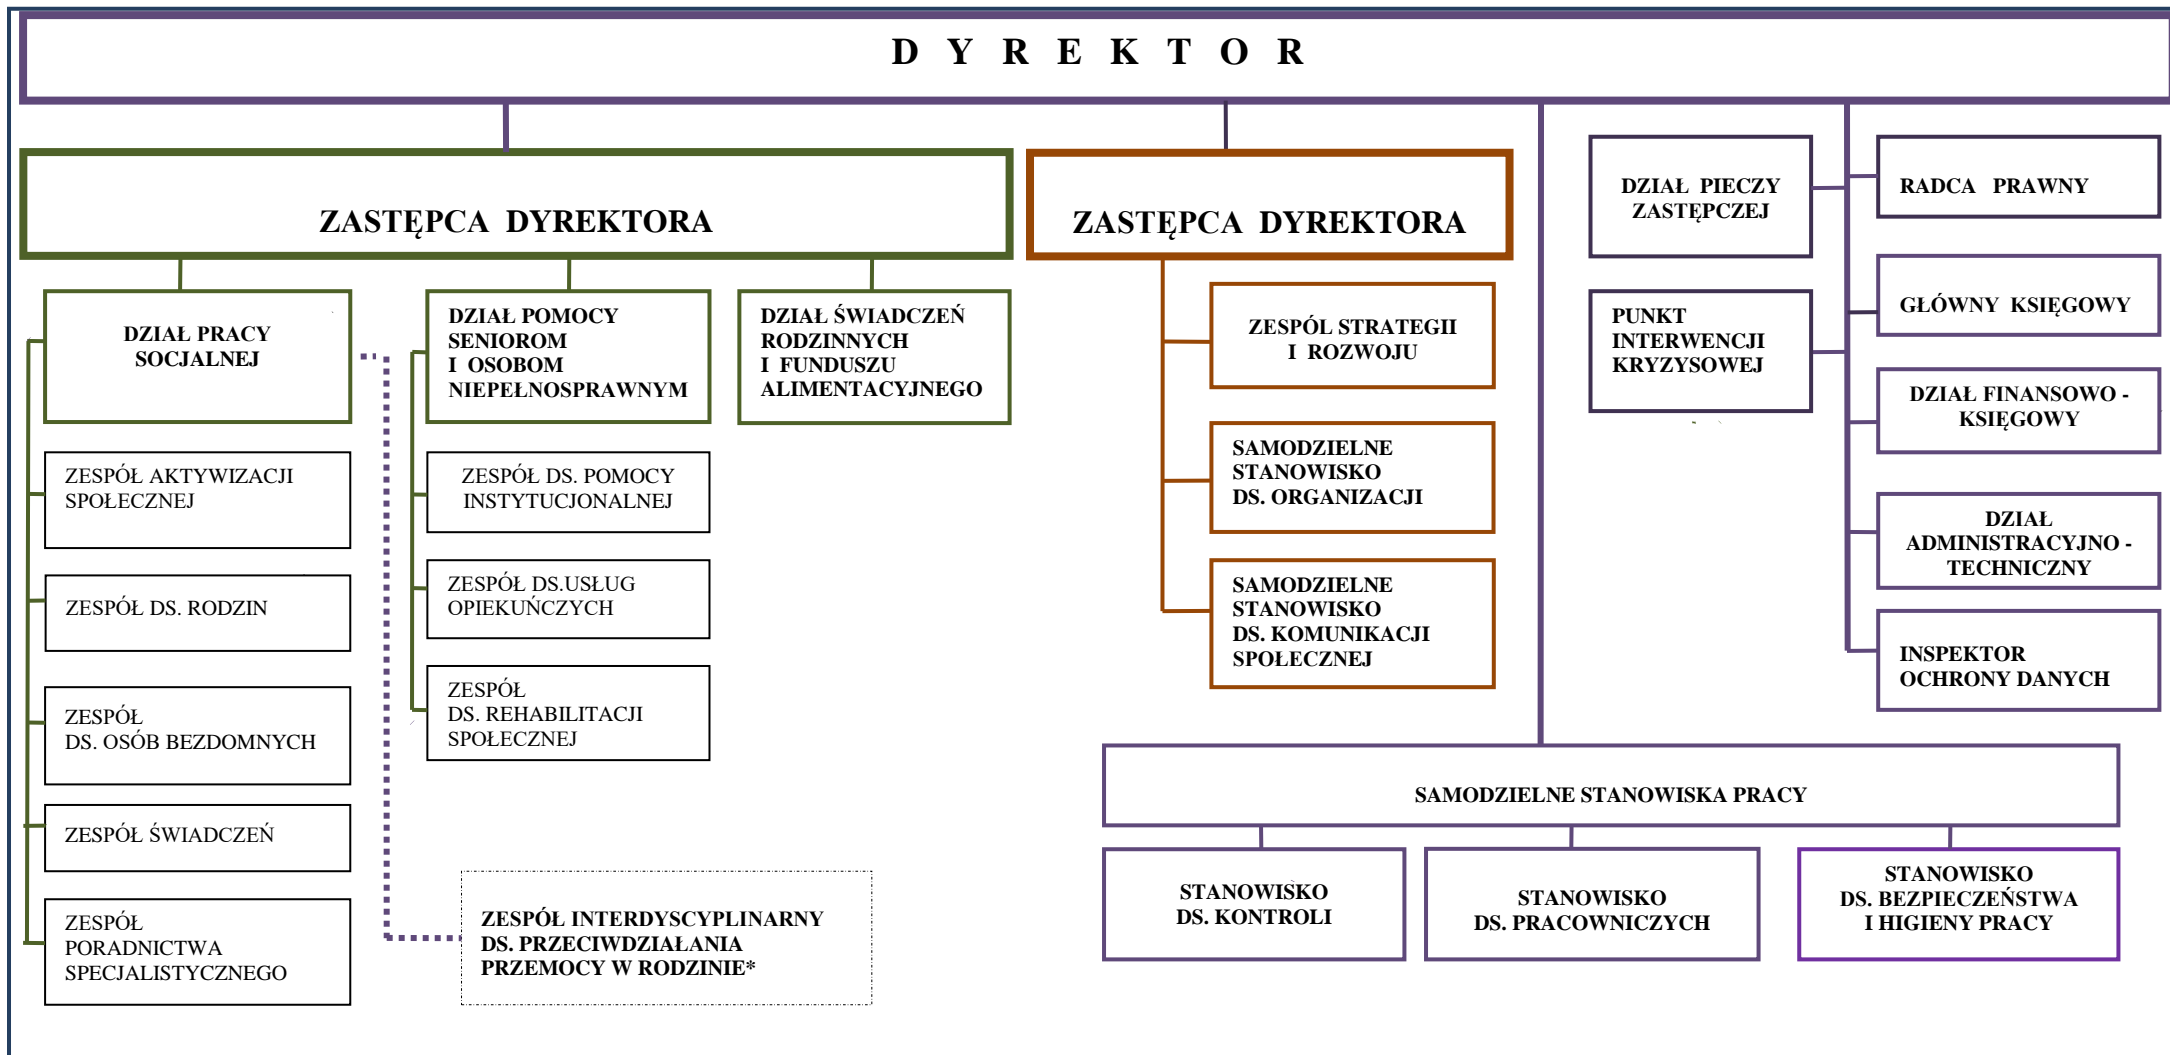 D Y R E K T O R
ZASTĘPCA DYREKTORA
ZASTĘPCA DYREKTORA
DZIAŁ PIECZY
ZASTĘPCZEJ
RADCA PRAWNY
DZIAŁ PRACY
SOCJALNEJ
DZIAŁ POMOCY
SENIOROM
I OSOBOM
NIEPEŁNOSPRAWNYM
DZIAŁ ŚWIADCZEŃ
RODZINNYCH
I FUNDUSZU
ALIMENTACYJNEGO
ZESPÓL STRATEGII
I ROZWOJU
PUNKT
INTERWENCJI
KRYZYSOWEJ
GŁÓWNY KSIĘGOWY
DZIAŁ FINANSOWO -
KSIĘGOWY
ZESPÓŁ AKTYWIZACJI
SPOŁECZNEJ
ZESPÓŁ DS. POMOCY
INSTYTUCJONALNEJ
SAMODZIELNE
STANOWISKO
DS. ORGANIZACJI
DZIAŁ
ADMINISTRACYJNO -
TECHNICZNY
ZESPÓŁ DS. RODZIN
ZESPÓŁ DS.USŁUG
OPIEKUŃCZYCH
SAMODZIELNE
STANOWISKO
DS. KOMUNIKACJI
SPOŁECZNEJ
INSPEKTOR
OCHRONY DANYCH
ZESPÓŁ
DS. OSÓB BEZDOMNYCH
ZESPÓŁ
DS. REHABILITACJI
SPOŁECZNEJ
SAMODZIELNE STANOWISKA PRACY
ZESPÓŁ ŚWIADCZEŃ
STANOWISKO
DS. KONTROLI
STANOWISKO
DS. PRACOWNICZYCH
STANOWISKO
DS. BEZPIECZEŃSTWA
I HIGIENY PRACY
ZESPÓŁ
PORADNICTWA
SPECJALISTYCZNEGO
ZESPÓŁ INTERDYSCYPLINARNY
DS. PRZECIWDZIAŁANIA
PRZEMOCY W RODZINIE*